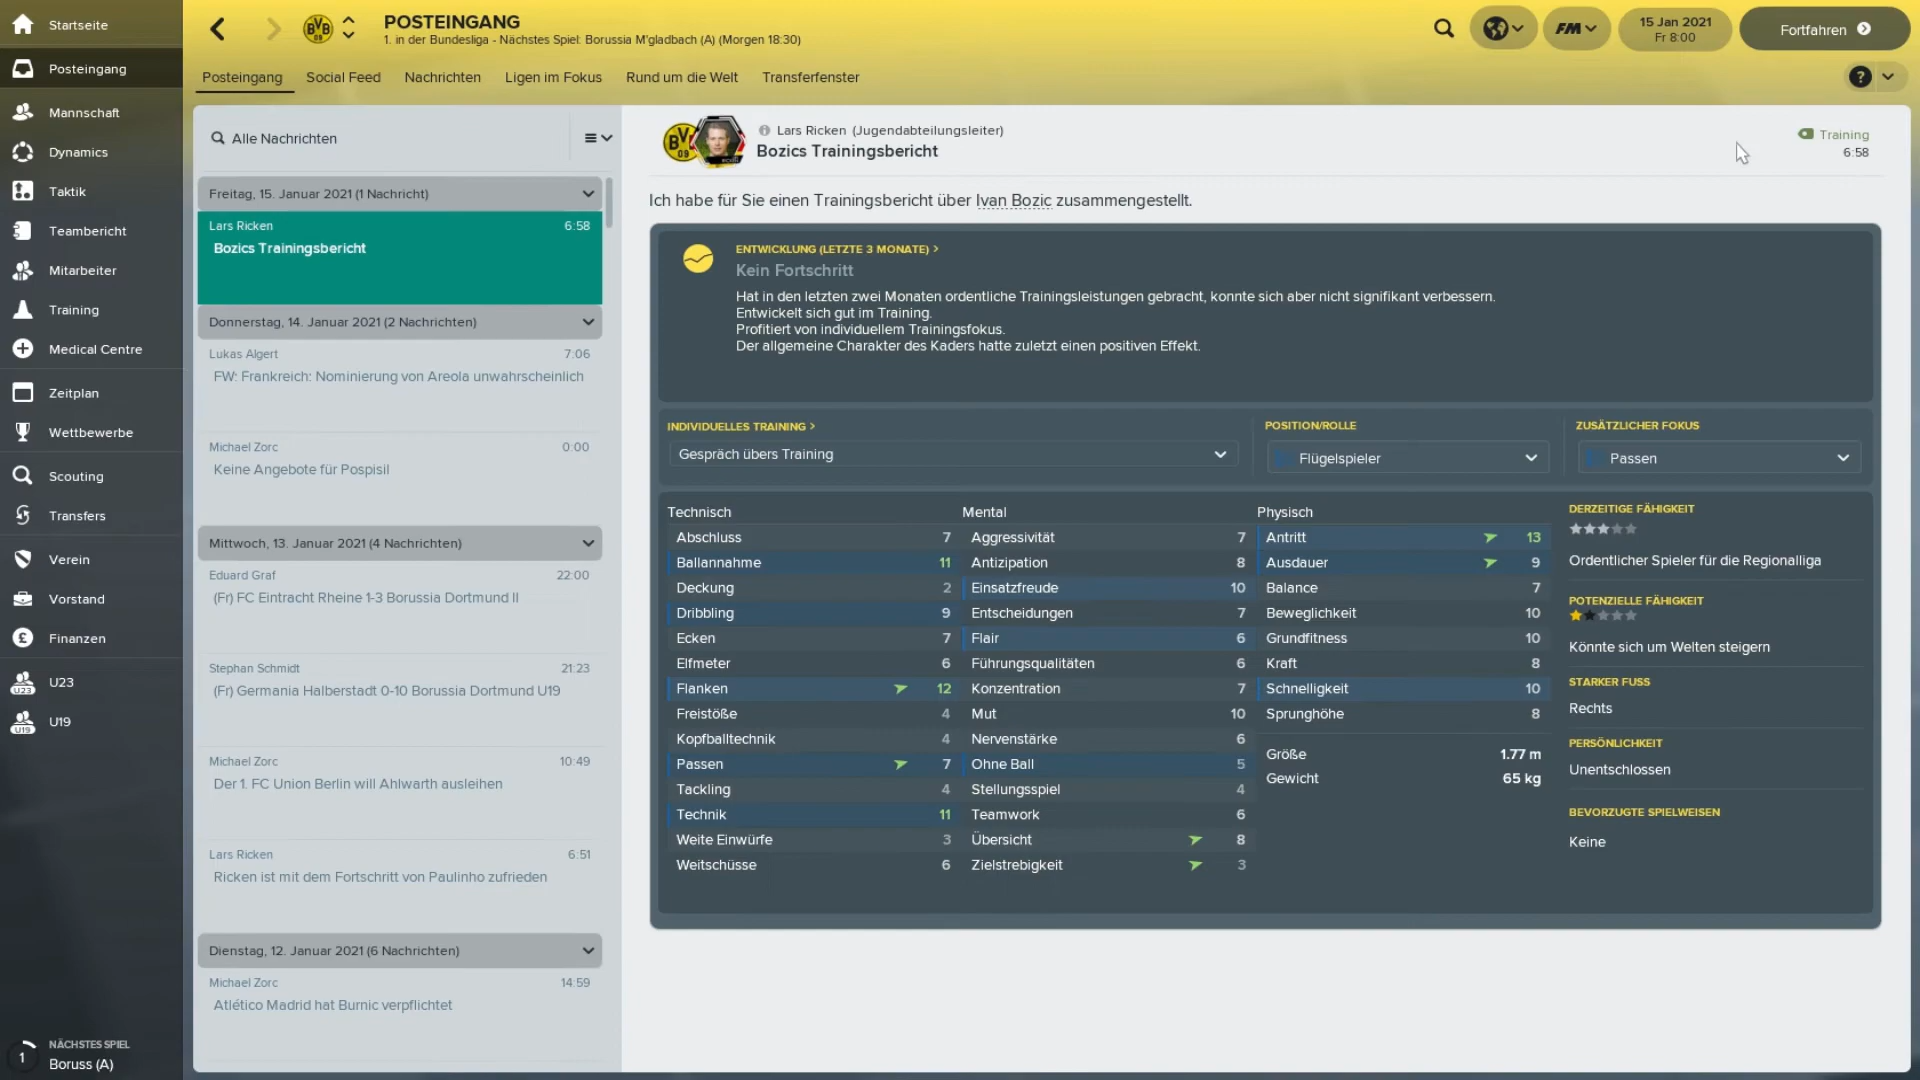 Startseite
Posteingang
Mannschaft
Dynamics
Taktik
Teambericht
Mitarbeiter
Training
Medical Centre
Zeitplan
Wettbewerbe
Scouting
Transfers
Verein
Vorstand
Finanzen
U23
U19
NÄCHSTES SPIEL
1 Boruss (A)
POSTEINGANG
1. in der Bundesliga - Nächstes Spiel: Borussia M'gladbach (A) (Morgen 18:30)
FM
15 Jan 2021
Fr 8:00
Fortfahren
Posteingang Social Feed Nachrichten Ligen im Fokus Rund um die Welt Transferfenster
?
Alle Nachrichten
Freitag, 15. Januar 2021 (1 Nachricht)
Lars Ricken 6:58
Bozics Trainingsbericht
Donnerstag, 14. Januar 2021 (2 Nachrichten)
Lukas Algert 7:06
FW: Frankreich: Nominierung von Areola unwahrscheinlich
Michael Zorc 0:00
Keine Angebote für Pospisil
Mittwoch, 13. Januar 2021 (4 Nachrichten)
Eduard Graf 22:00
(Fr) FC Eintracht Rheine 1-3 Borussia Dortmund II
Stephan Schmidt 21:23
(Fr) Germania Halberstadt 0-10 Borussia Dortmund U19
Michael Zorc 10:49
Der 1. FC Union Berlin will Ahlwarth ausleihen
Lars Ricken 6:51
Ricken ist mit dem Fortschritt von Paulinho zufrieden
Dienstag, 12. Januar 2021 (6 Nachrichten)
Michael Zorc 14:59
Atlético Madrid hat Burnic verpflichtet
Lars Ricken (Jugendabteilungsleiter)
Bozics Trainingsbericht
Training
6:58
Ich habe für Sie einen Trainingsbericht über Ivan Bozic zusammengestellt.
ENTWICKLUNG (LETZTE 3 MONATE) >
Kein Fortschritt
Hat in den letzten zwei Monaten ordentliche Trainingsleistungen gebracht, konnte sich aber nicht signifikant verbessern.
Entwickelt sich gut im Training.
Profitiert von individuellem Trainingsfokus.
Der allgemeine Charakter des Kaders hatte zuletzt einen positiven Effekt.
INDIVIDUELLES TRAINING >
Gespräch übers Training
POSITION/ROLLE
Flügelspieler
ZUSÄTZLICHER FOKUS
Passen
Technisch
Abschluss 7
Ballannahme 11
Deckung 2
Dribbling 9
Ecken 7
Elfmeter 6
Flanken 12
Freistöße 4
Kopfballtechnik 4
Passen 7
Tackling 4
Technik 11
Weite Einwürfe 3
Weitschüsse 6
Mental
Aggressivität 7
Antizipation 8
Einsatzfreude 10
Entscheidungen 7
Flair 6
Führungsqualitäten 6
Konzentration 7
Mut 10
Nervenstärke 6
Ohne Ball 5
Stellungsspiel 4
Teamwork 6
Übersicht 8
Zielstrebigkeit 3
Physisch
Antritt 13
Ausdauer 9
Balance 7
Beweglichkeit 10
Grundfitness 10
Kraft 8
Schnelligkeit 10
Sprunghöhe 8
Größe 1.77 m
Gewicht 65 kg
DERZEITIGE FÄHIGKEIT
Ordentlicher Spieler für die Regionalliga
POTENZIELLE FÄHIGKEIT
Könnte sich um Welten steigern
STARKER FUSS
Rechts
PERSÖNLICHKEIT
Unentschlossen
BEVORZUGTE SPIELWEISEN
Keine